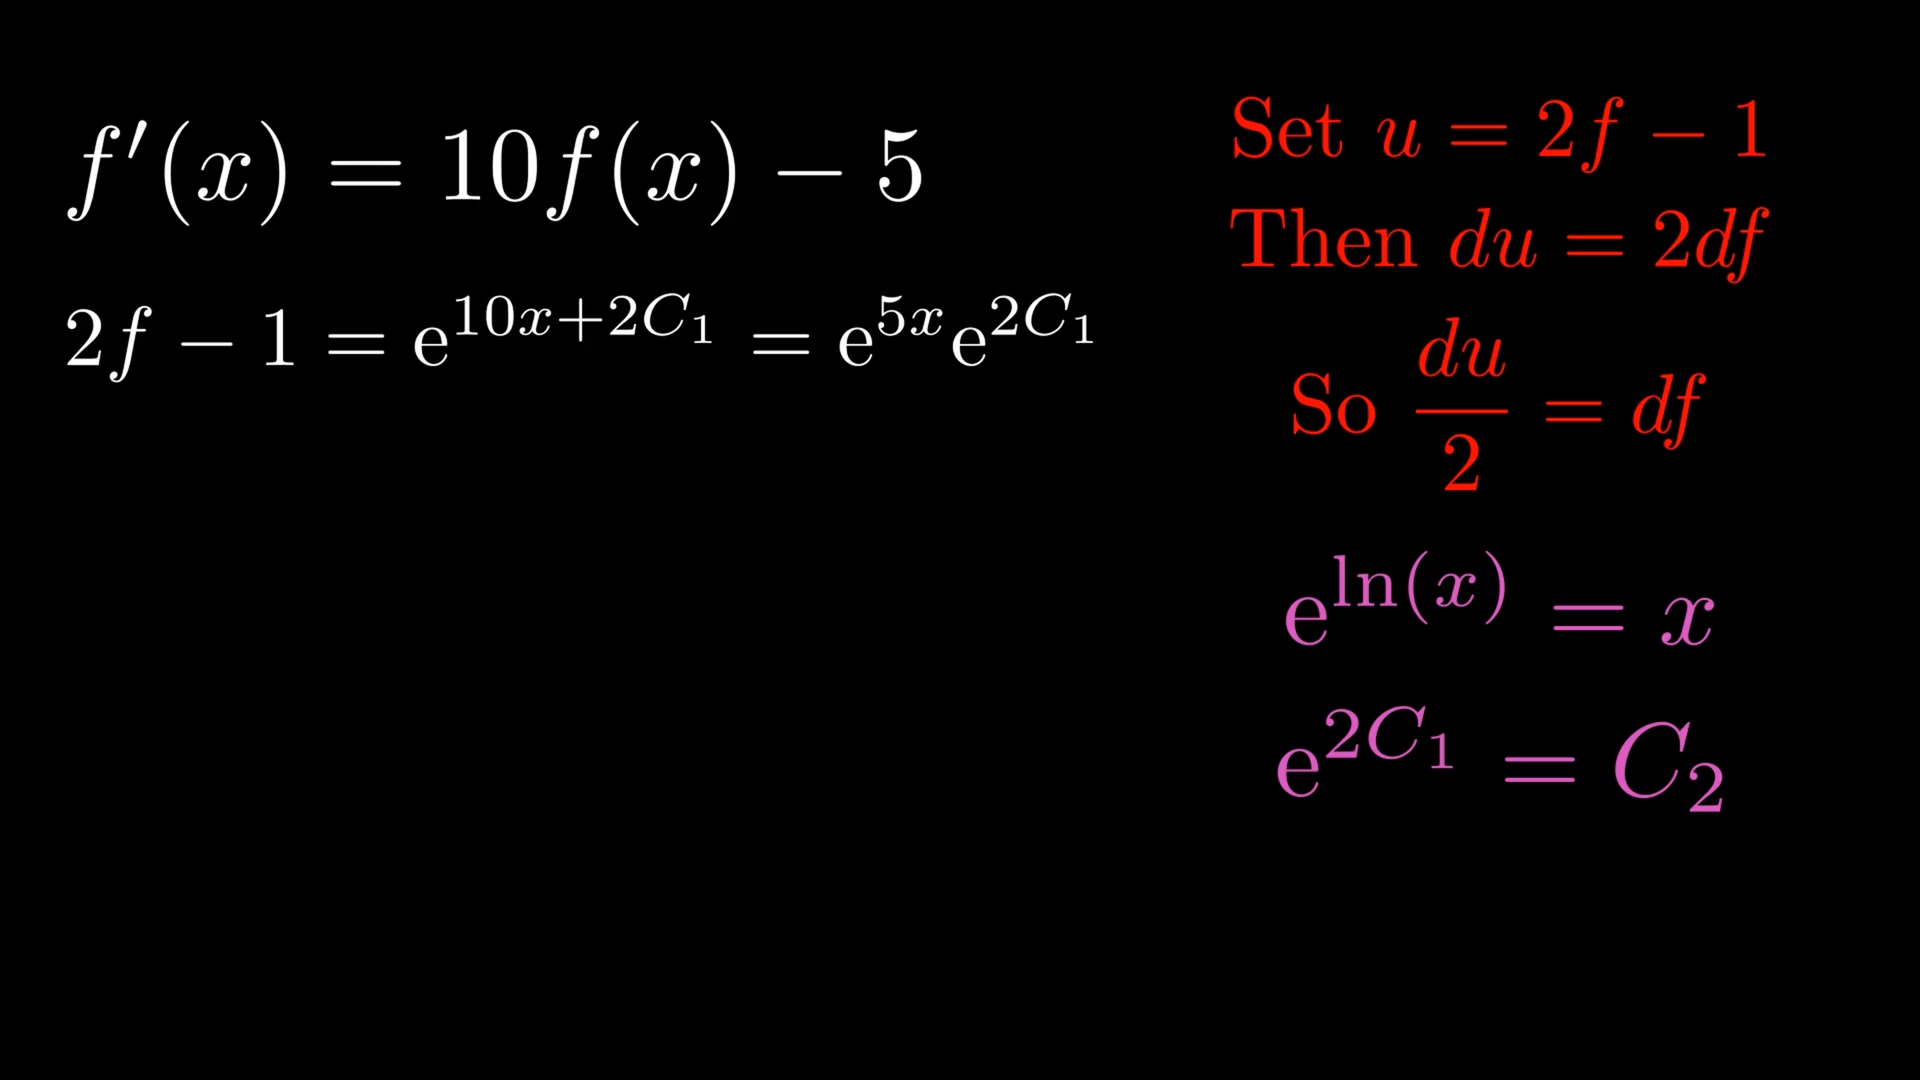 f′(x) = 10f(x) − 5
2f − 1 = e^{10x+2C₁} = e^{5x}e^{2C₁}
Set u = 2f − 1
Then du = 2df
So \frac{du}{2} = df
e^{ln(x)} = x
e^{2C₁} = C₂